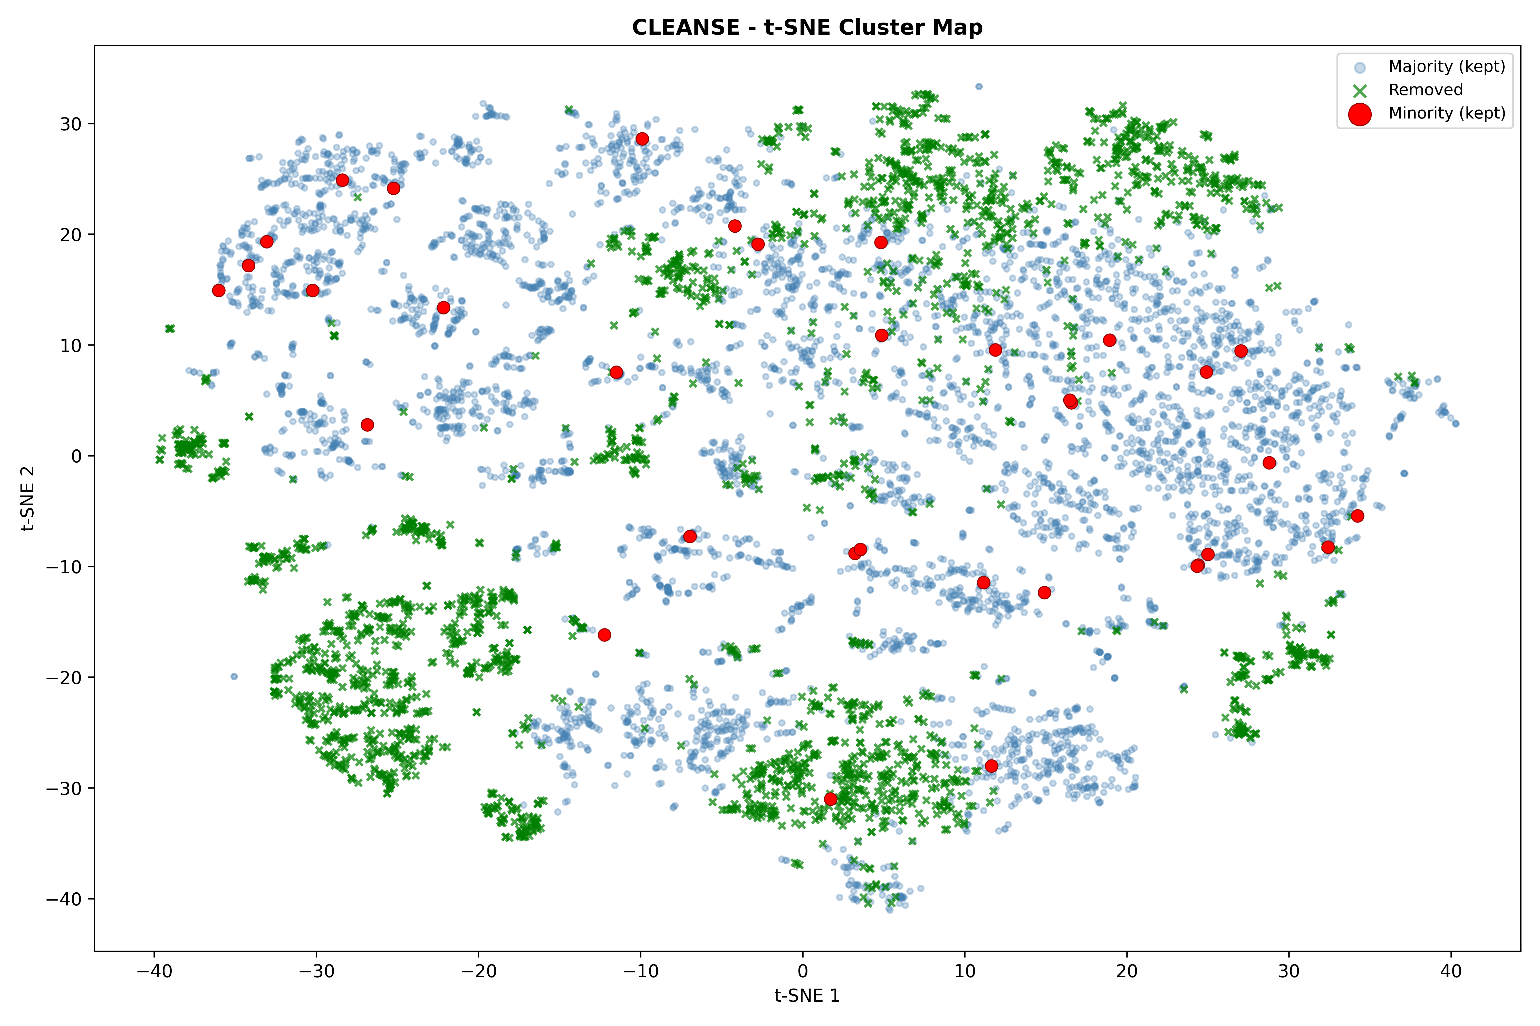 CLEANSE - t-SNE Cluster Map
Majority (kept)
Removed
Minority (kept)
30
20
10
0
−10
−20
−30
−40
t-SNE 2
−40
−30
−20
−10
0
10
20
30
40
t-SNE 1